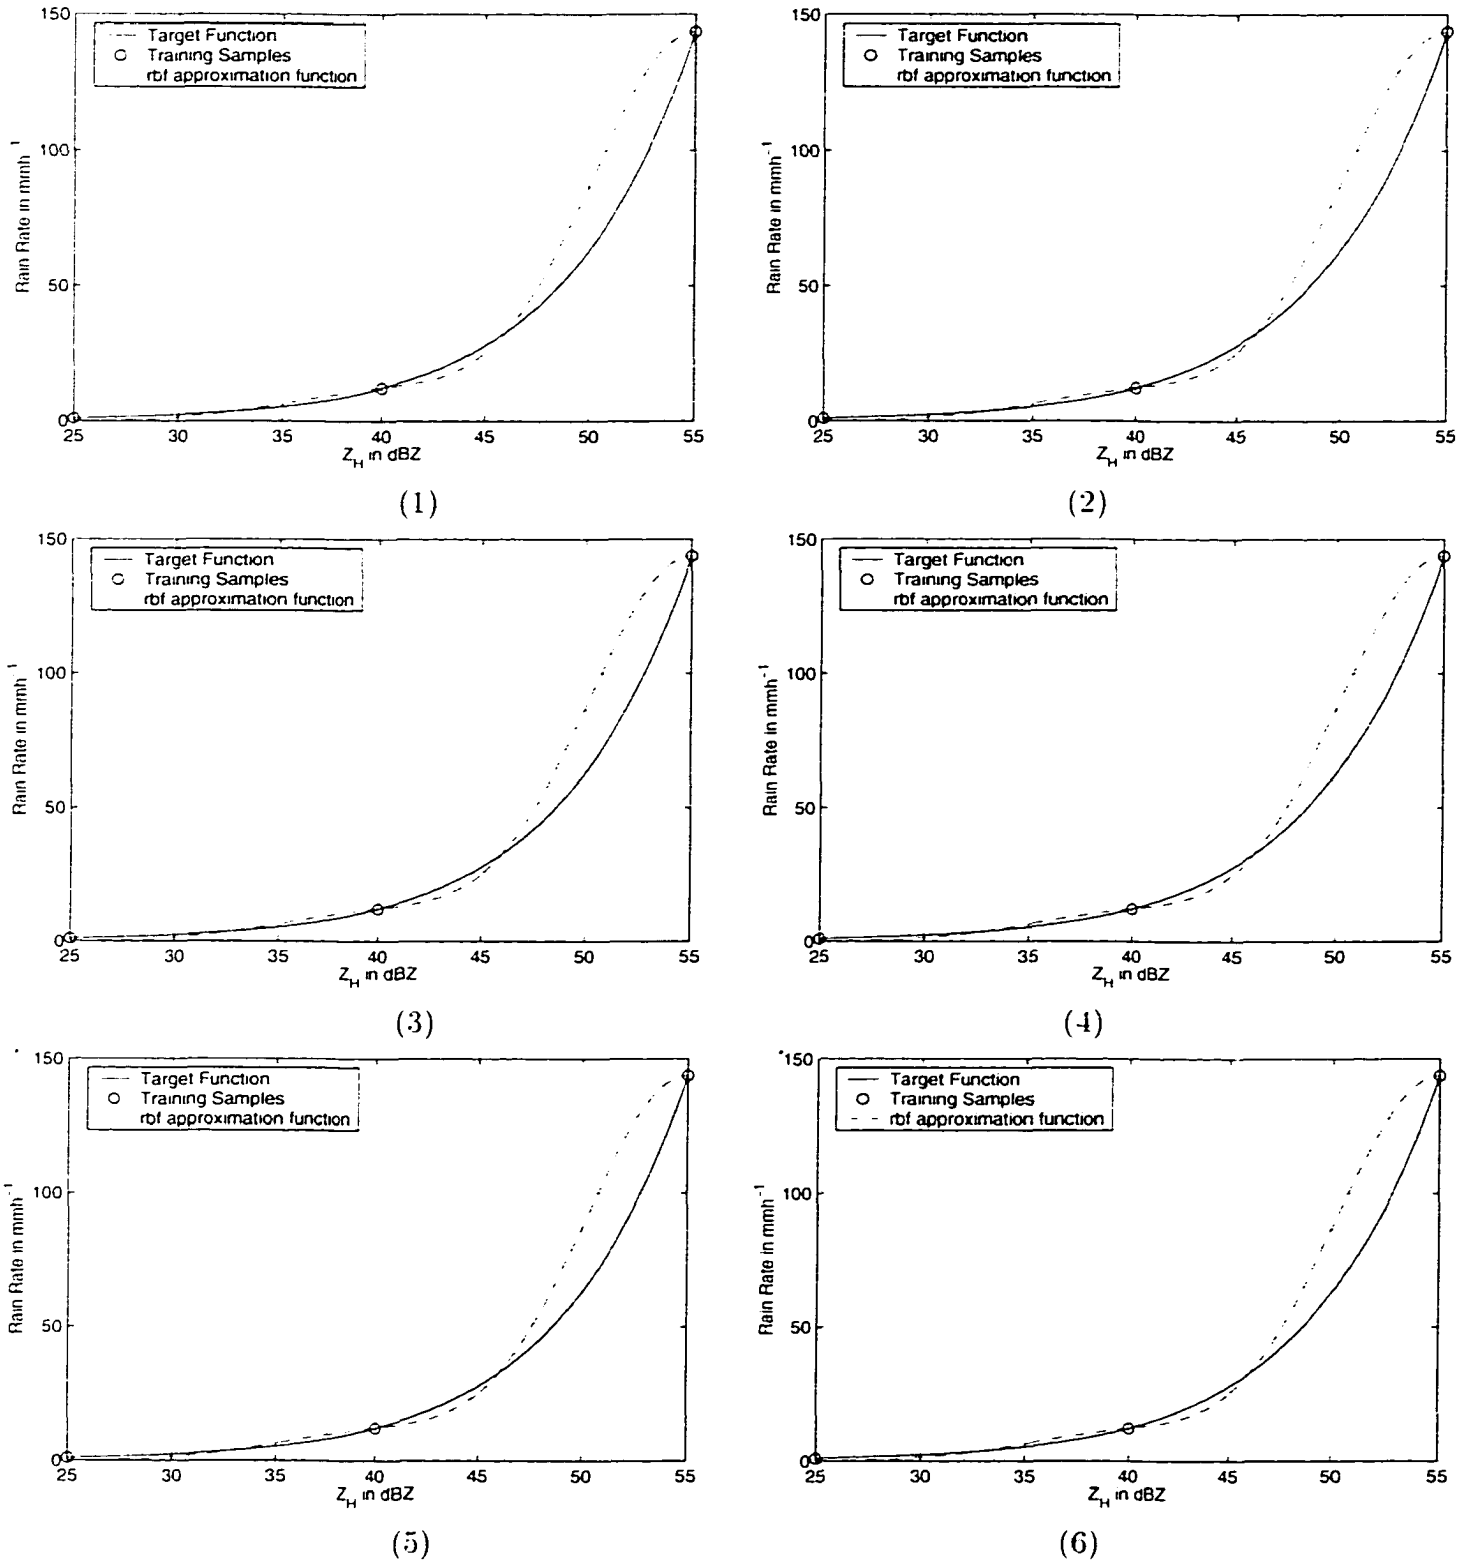 150
100
50
0
Rain Rate in mmh⁻¹
Target Function
Training Samples
rbf approximation function
25 30 35 40 45 50 55
Z_H in dBZ
(1)
150
100
50
0
Rain Rate in mmh⁻¹
Target Function
Training Samples
rbf approximation function
25 30 35 40 45 50 55
Z_H in dBZ
(2)
150
100
50
0
Rain Rate in mmh⁻¹
Target Function
Training Samples
rbf approximation function
25 30 35 40 45 50 55
Z_H in dBZ
(3)
150
100
50
0
Rain Rate in mmh⁻¹
Target Function
Training Samples
rbf approximation function
25 30 35 40 45 50 55
Z_H in dBZ
(4)
150
100
50
0
Rain Rate in mmh⁻¹
Target Function
Training Samples
rbf approximation function
25 30 35 40 45 50 55
Z_H in dBZ
(5)
150
100
50
0
Rain Rate in mmh⁻¹
Target Function
Training Samples
rbf approximation function
25 30 35 40 45 50 55
Z_H in dBZ
(6)